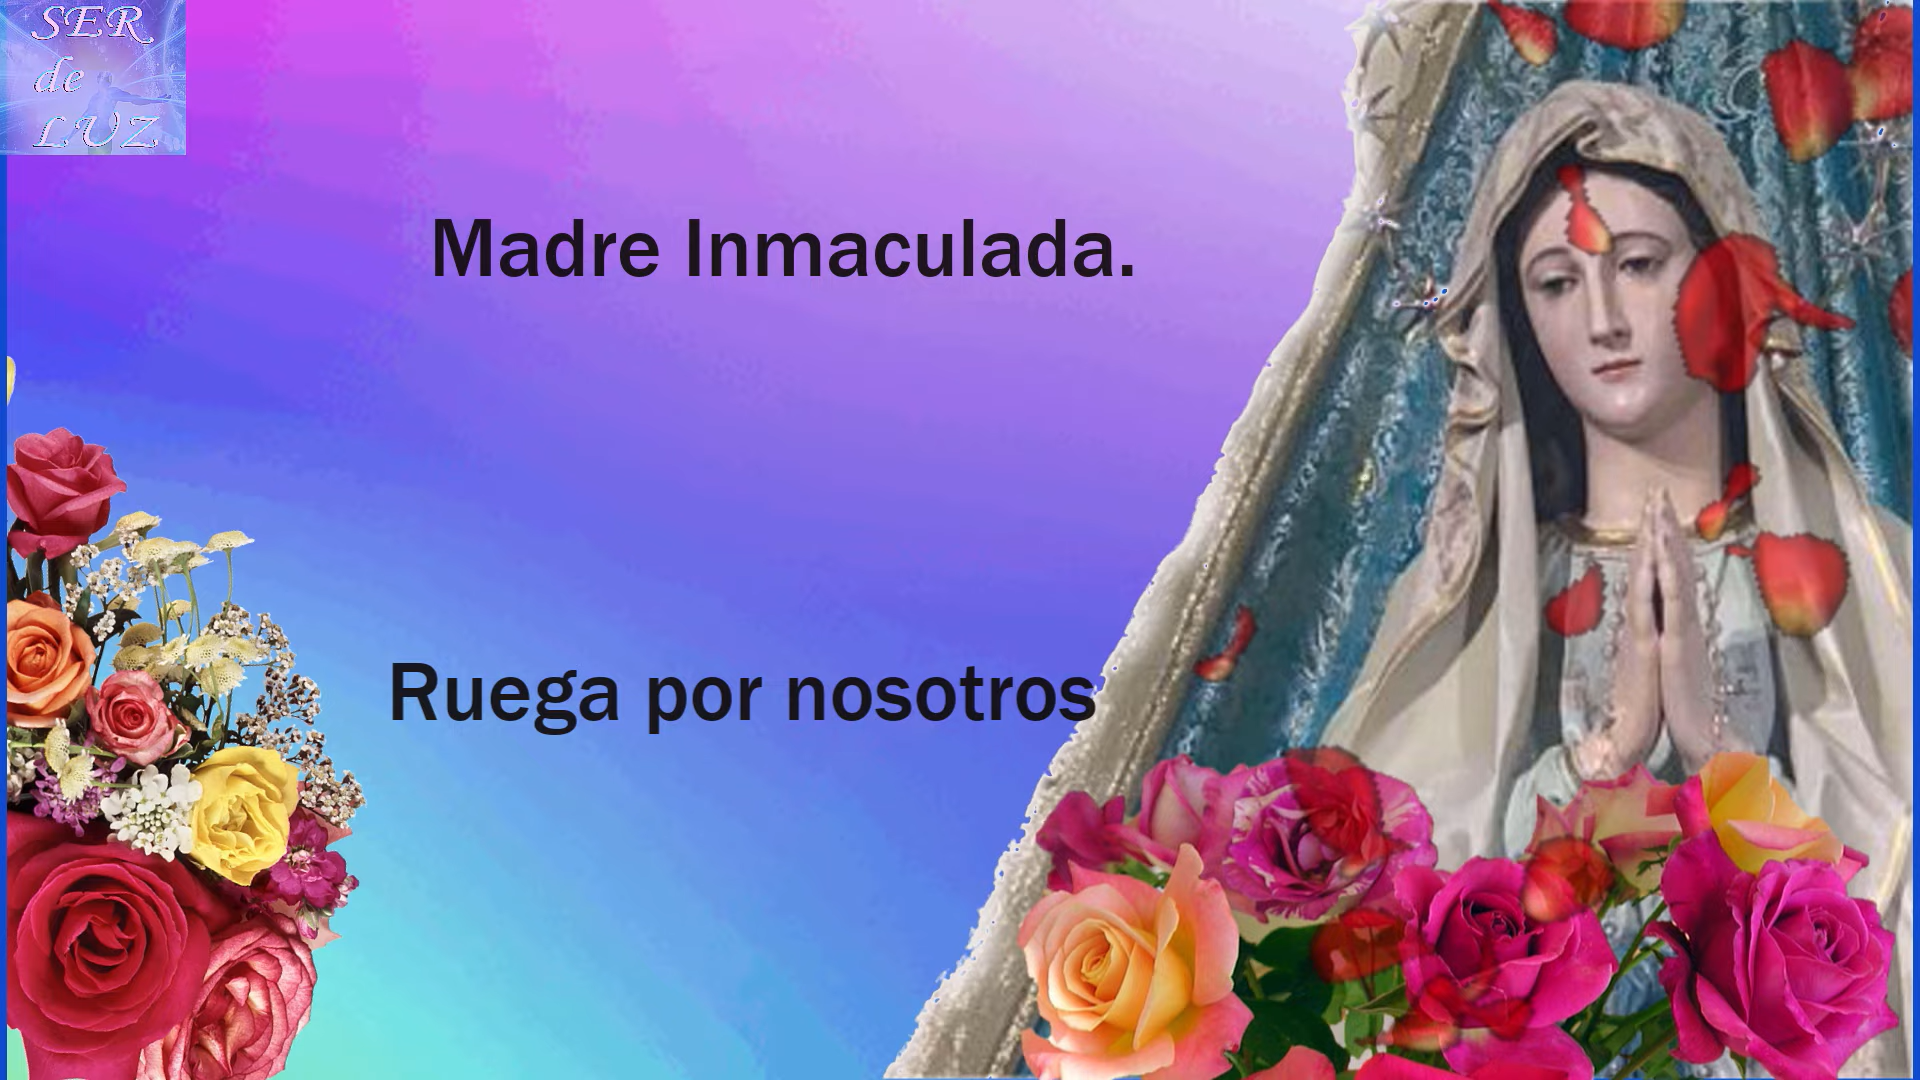 SER
de
LUZ
Madre Inmaculada.
Ruega por nosotros